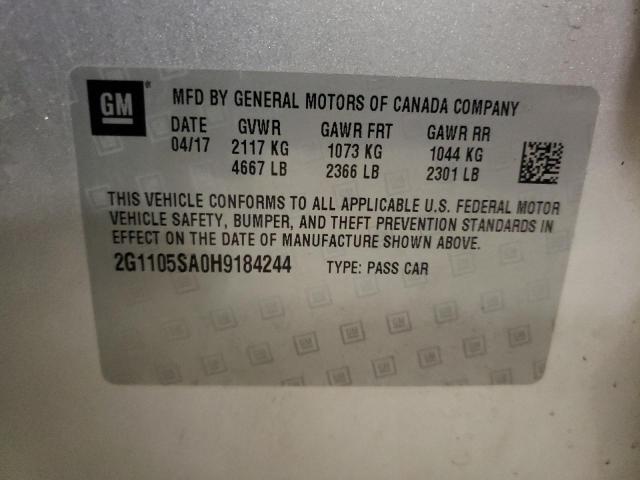 GM
MFD BY GENERAL MOTORS OF CANADA COMPANY
DATE GVWR GAWR FRT GAWR RR
04/17 2117 KG 1073 KG 1044 KG
4667 LB 2366 LB 2301 LB
THIS VEHICLE CONFORMS TO ALL APPLICABLE U.S. FEDERAL MOTOR
VEHICLE SAFETY, BUMPER, AND THEFT PREVENTION STANDARDS IN
EFFECT ON THE DATE OF MANUFACTURE SHOWN ABOVE.
2G1105SA0H9184244 TYPE: PASS CAR